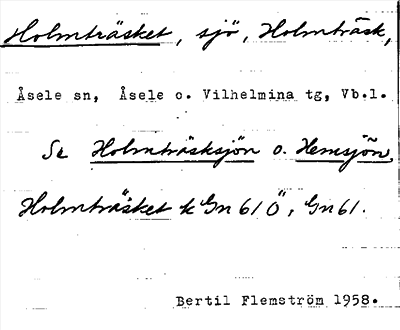 Holmträsket, sjö, Holmträsk,
Åsele sn, Åsele o. Vilhelmina tg, Vb.l.
Se Holmträsksjön o. Hemsjön.
Holmträsket k Gn 61 Ö, Gn 61.
Bertil Flemström 1958.